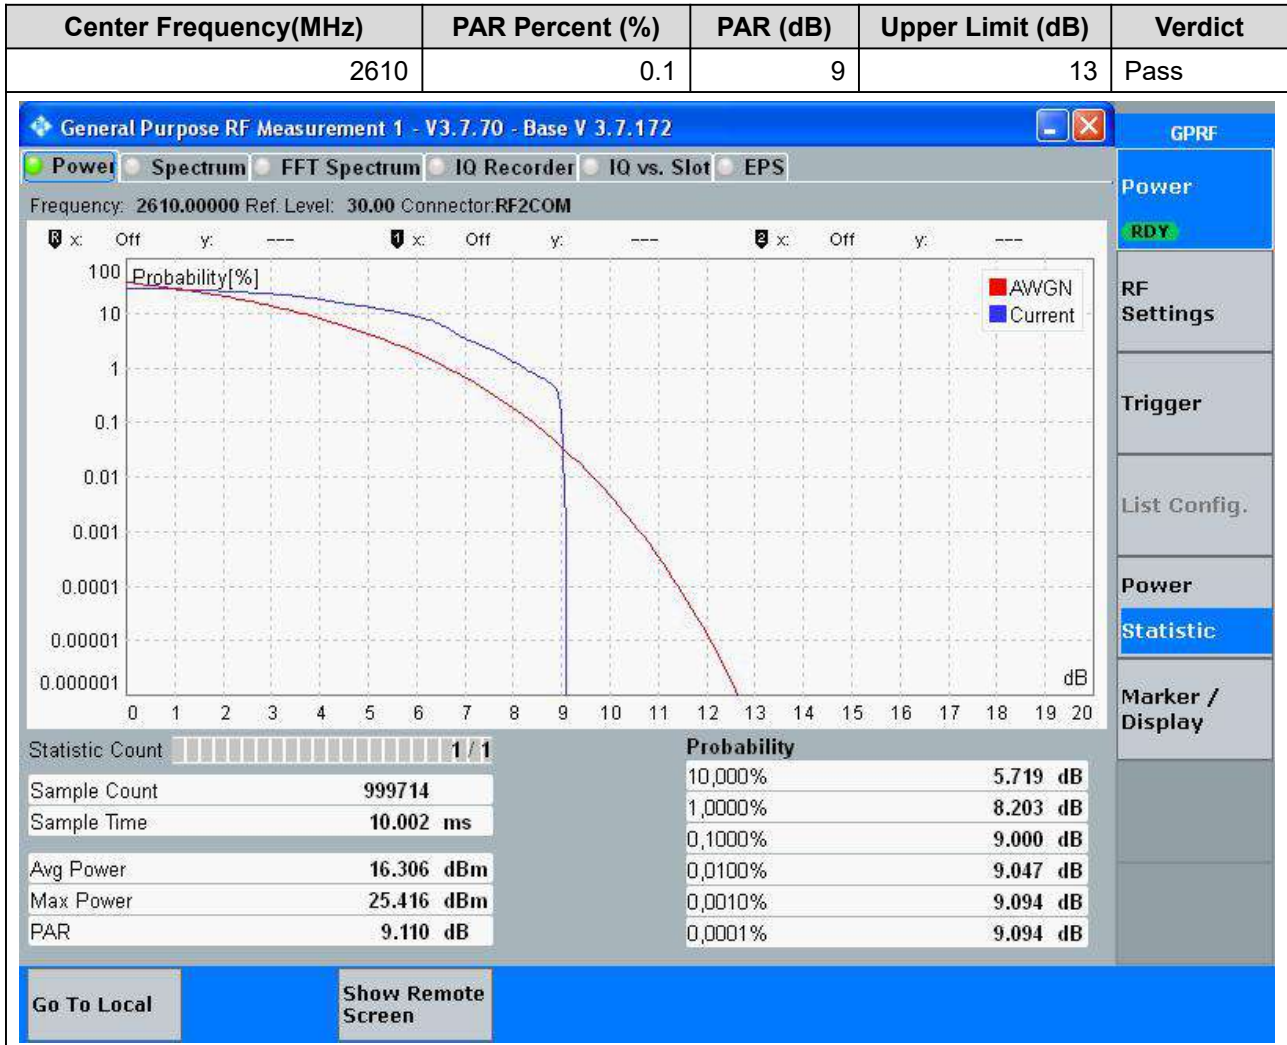 Center Frequency(MHz) PAR Percent (%) PAR (dB) Upper Limit (dB) Verdict
2610 0.1 9 13 Pass
General Purpose RF Measurement 1 - V3.7.70 - Base V 3.7.172
GPRF
Power Spectrum FFT Spectrum IQ Recorder IQ vs. Slot EPS
Frequency: 2610.00000 Ref. Level: 30.00 Connector:RF2COM
R x: Off y: --- 1 x: Off y: --- 2 x: Off y: ---
Probability[%]
100
10
1
0.1
0.01
0.001
0.0001
0.00001
0.000001
AWGN
Current
dB
0 1 2 3 4 5 6 7 8 9 10 11 12 13 14 15 16 17 18 19 20
Statistic Count 1 / 1
Sample Count 999714
Sample Time 10.002 ms
Avg Power 16.306 dBm
Max Power 25.416 dBm
PAR 9.110 dB
Probability
10,000% 5.719 dB
1,0000% 8.203 dB
0,1000% 9.000 dB
0,0100% 9.047 dB
0,0010% 9.094 dB
0,0001% 9.094 dB
Power
RDY
RF
Settings
Trigger
List Config.
Power
Statistic
Marker /
Display
Go To Local
Show Remote
Screen